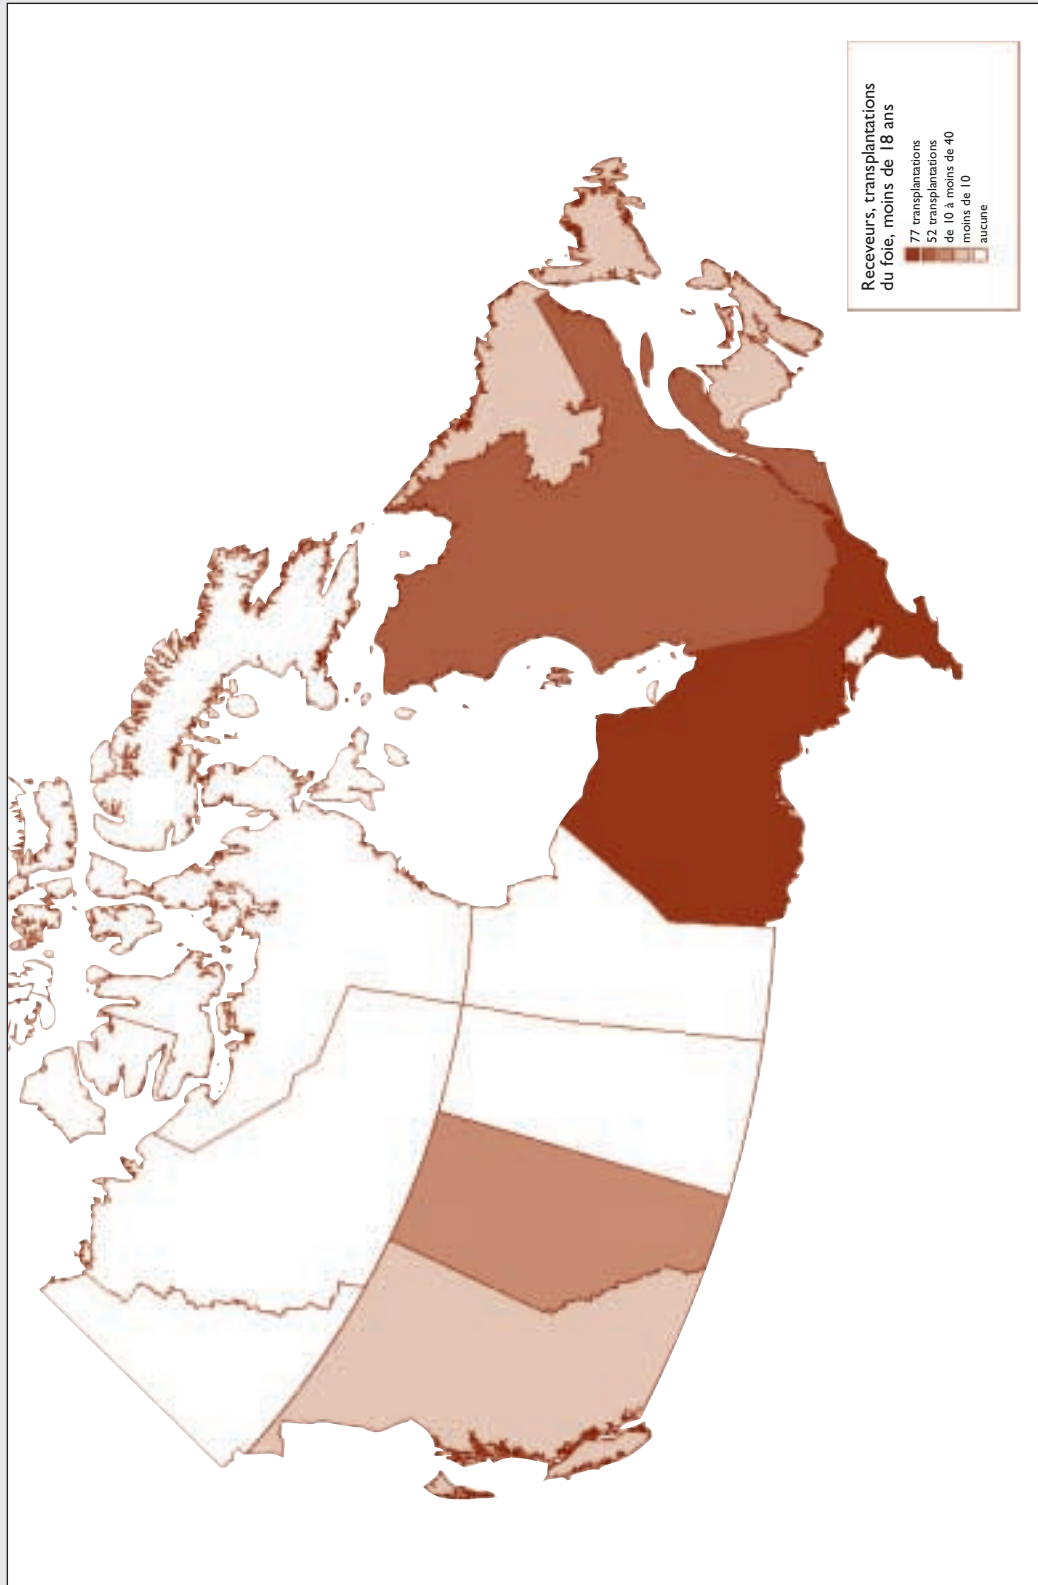 Receveurs, transplantations
du foie, moins de 18 ans
77 transplantations
52 transplantations
de 10 à moins de 40
moins de 10
aucune